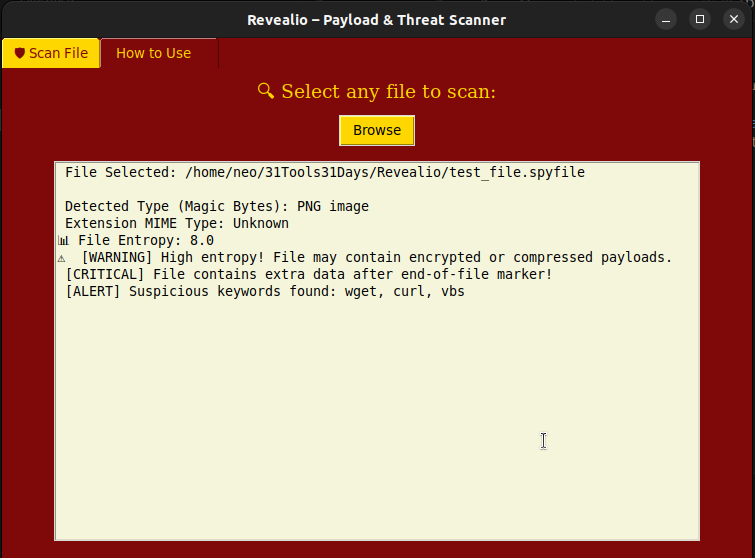 Revealio – Payload & Threat Scanner
🛡 Scan File
How to Use
🔍 Select any file to scan:
Browse
File Selected: /home/neo/31Tools31Days/Revealio/test_file.spyfile
Detected Type (Magic Bytes): PNG image
Extension MIME Type: Unknown
📊 File Entropy: 8.0
⚠ [WARNING] High entropy! File may contain encrypted or compressed payloads.
[CRITICAL] File contains extra data after end-of-file marker!
[ALERT] Suspicious keywords found: wget, curl, vbs